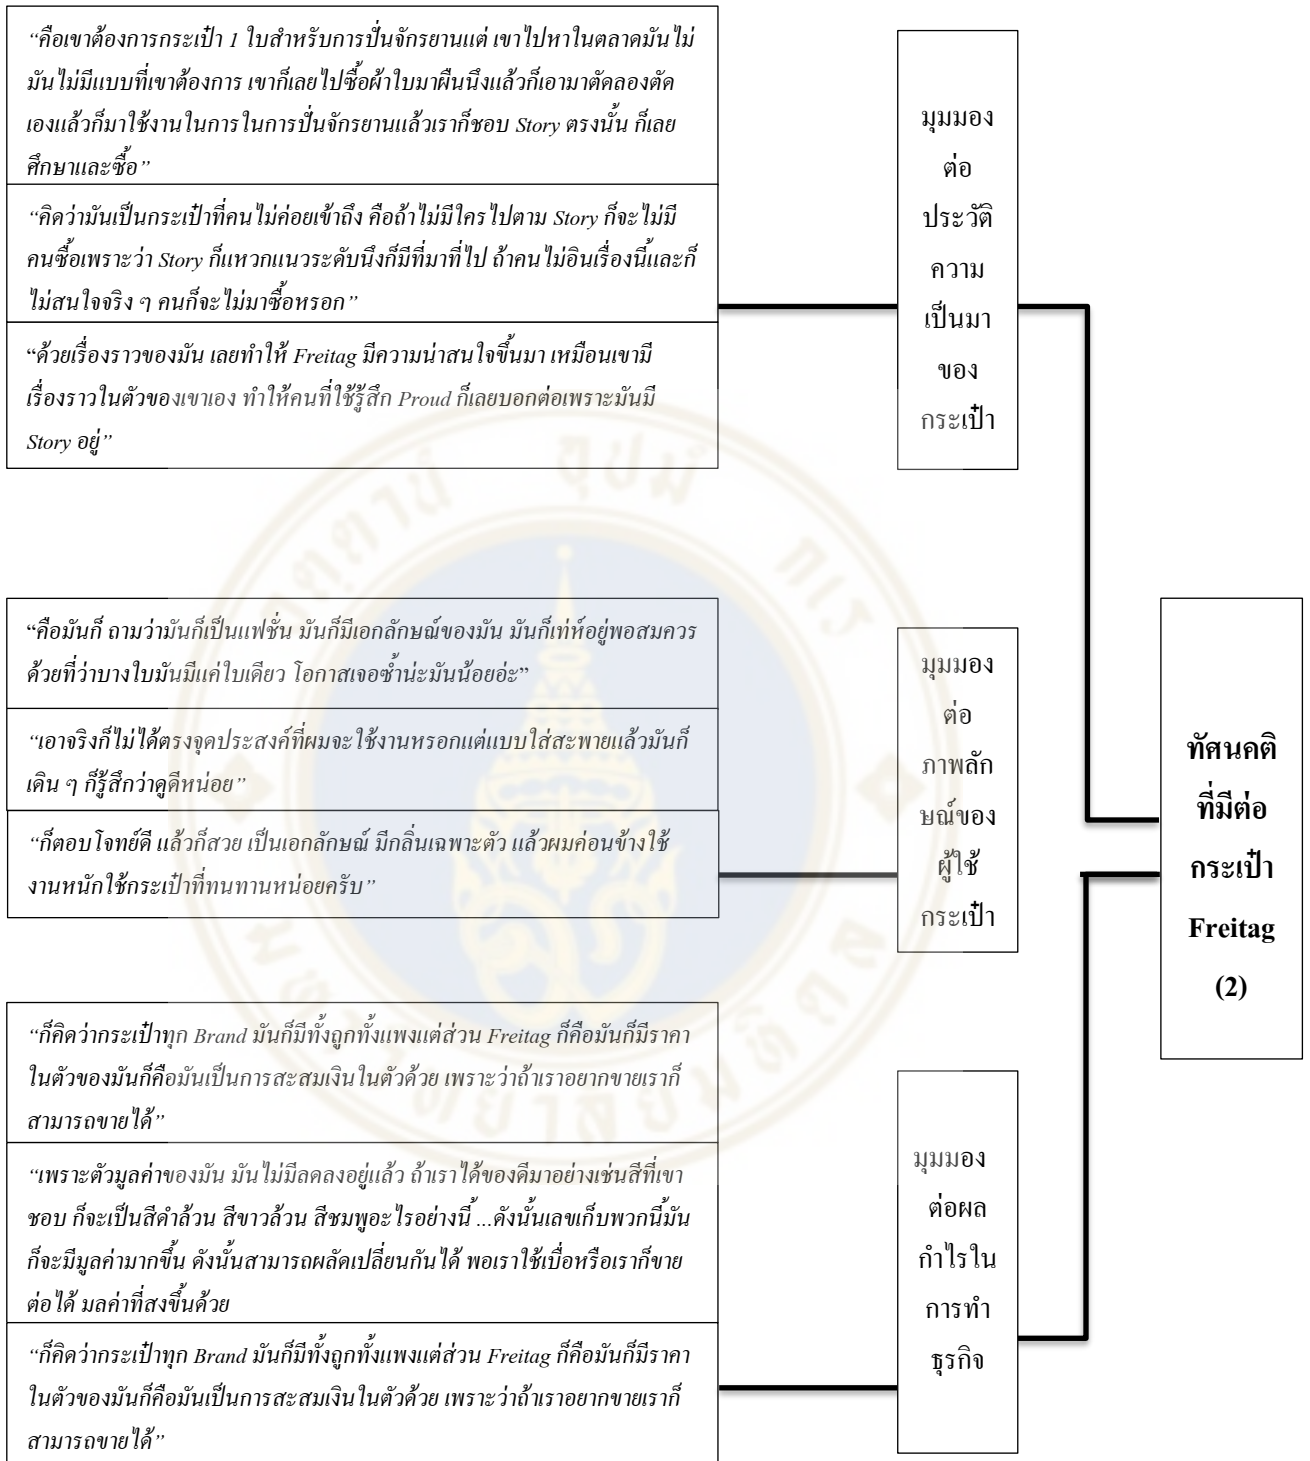 “คือเขาต้องการกระเป๋า 1 ใบสำหรับการปั่นจักรยานแต่ เขาไปหาในตลาดมันไม่
มันไม่มีแบบที่เขาต้องการ เขาก็เลยไปซื้อผ้าใบมาผืนนึงแล้วก็เอามาตัดลองตัด
เองแล้วก็มาใช้งานในการในการปั่นจักรยานแล้วเราก็ชอบ Story ตรงนั้น ก็เลย
ศึกษาและซื้อ”
“คิดว่ามันเป็นกระเป๋าที่คนไม่ค่อยเข้าถึง คือถ้าไม่มีใครไปตาม Story ก็จะไม่มี
คนซื้อเพราะว่า Story ก็แหวกแนวระดับนึงก็มีที่มาที่ไป ถ้าคนไม่อินเรื่องนี้และก็
ไม่สนใจจริง ๆ คนก็จะไม่มาซื้อหรอก”
“ด้วยเรื่องราวของมัน เลยทำให้ Freitag มีความน่าสนใจขึ้นมา เหมือนเขามี
เรื่องราวในตัวของเขาเอง ทำให้คนที่ใช้รู้สึก Proud ก็เลยบอกต่อเพราะมันมี
Story อยู่”
มุมมอง
ต่อ
ประวัติ
ความ
เป็นมา
ของ
กระเป๋า
“คือมันก็ ถามว่ามันก็เป็นแฟชั่น มันก็มีเอกลักษณ์ของมัน มันก็เท่ห์อยู่พอสมควร
ด้วยที่ว่าบางใบมันมีแค่ใบเดียว โอกาสเจอซ้ำน่ะมันน้อยอ่ะ”
“เอาจริงก็ไม่ได้ตรงจุดประสงค์ที่ผมจะใช้งานหรอกแต่แบบใส่สะพายแล้วมันก็
เดิน ๆ ก็รู้สึกว่าดูดีหน่อย”
“ก็ตอบโจทย์ดี แล้วก็สวย เป็นเอกลักษณ์ มีกลิ่นเฉพาะตัว แล้วผมค่อนข้างใช้
งานหนักใช้กระเป๋าที่ทนทานหน่อยครับ”
มุมมอง
ต่อ
ภาพลัก
ษณ์ของ
ผู้ใช้
กระเป๋า
“ก็คิดว่ากระเป๋าทุก Brand มันก็มีทั้งถูกทั้งแพงแต่ส่วน Freitag ก็คือมันก็มีราคา
ในตัวของมันก็คือมันเป็นการสะสมเงินในตัวด้วย เพราะว่าถ้าเราอยากขายเราก็
สามารถขายได้”
“เพราะตัวมูลค่าของมัน มันไม่มีลดลงอยู่แล้ว ถ้าเราได้ของดีมาอย่างเช่นสีที่เขา
ชอบ ก็จะเป็นสีดำล้วน สีขาวล้วน สีชมพูอะไรอย่างนี้ ...ดังนั้นเลขเก็บพวกนี้มัน
ก็จะมีมูลค่ามากขึ้น ดังนั้นสามารถผลัดเปลี่ยนกันได้ พอเราใช้เบื่อหรือเราก็ขาย
ต่อได้ มลค่าที่สงขึ้นด้วย
“ก็คิดว่ากระเป๋าทุก Brand มันก็มีทั้งถูกทั้งแพงแต่ส่วน Freitag ก็คือมันก็มีราคา
ในตัวของมันก็คือมันเป็นการสะสมเงินในตัวด้วย เพราะว่าถ้าเราอยากขายเราก็
สามารถขายได้”
มุมมอง
ต่อผล
กำไรใน
การทำ
ธุรกิจ
ทัศนคติ
ที่มีต่อ
กระเป๋า
Freitag
(2)
อตฺตานํ อุปมํ กเร
มหาวิทยาลัยมหิดล